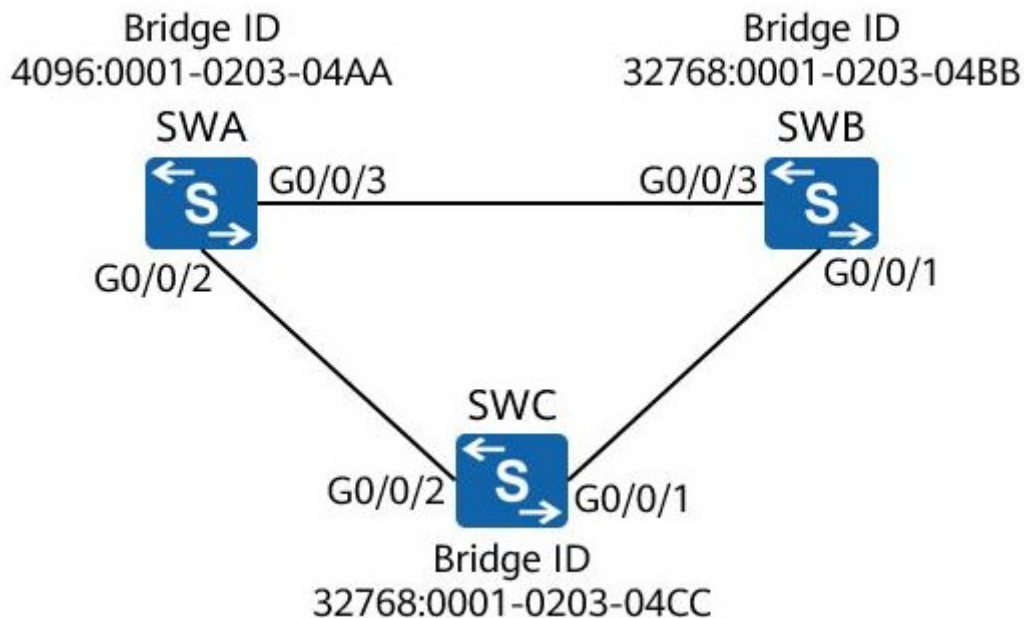 Bridge ID
4096:0001-0203-04AA
SWA
Bridge ID
32768:0001-0203-04BB
SWB
S
G0/0/3
G0/0/3
S
G0/0/2
G0/0/1
SWC
G0/0/2
S
G0/0/1
Bridge ID
32768:0001-0203-04CC